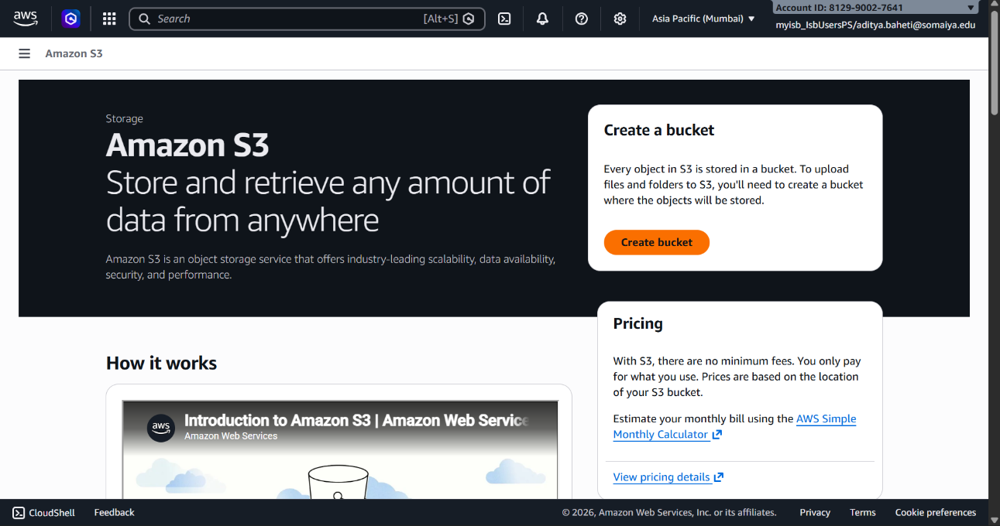 aws
Search
[Alt+S]
Asia Pacific (Mumbai)
Account ID: 8129-9002-7641
myisb_IsbUsersPS/aditya.baheti@somaiya.edu
Amazon S3
Storage
Amazon S3
Store and retrieve any amount of
data from anywhere
Amazon S3 is an object storage service that offers industry-leading scalability, data availability,
security, and performance.
Create a bucket
Every object in S3 is stored in a bucket. To upload
files and folders to S3, you'll need to create a bucket
where the objects will be stored.
Create bucket
Pricing
With S3, there are no minimum fees. You only pay
for what you use. Prices are based on the location
of your S3 bucket.
Estimate your monthly bill using the AWS Simple
Monthly Calculator
View pricing details
How it works
aws
Introduction to Amazon S3 | Amazon Web Service
Amazon Web Services
CloudShell
Feedback
© 2026, Amazon Web Services, Inc. or its affiliates.
Privacy
Terms
Cookie preferences